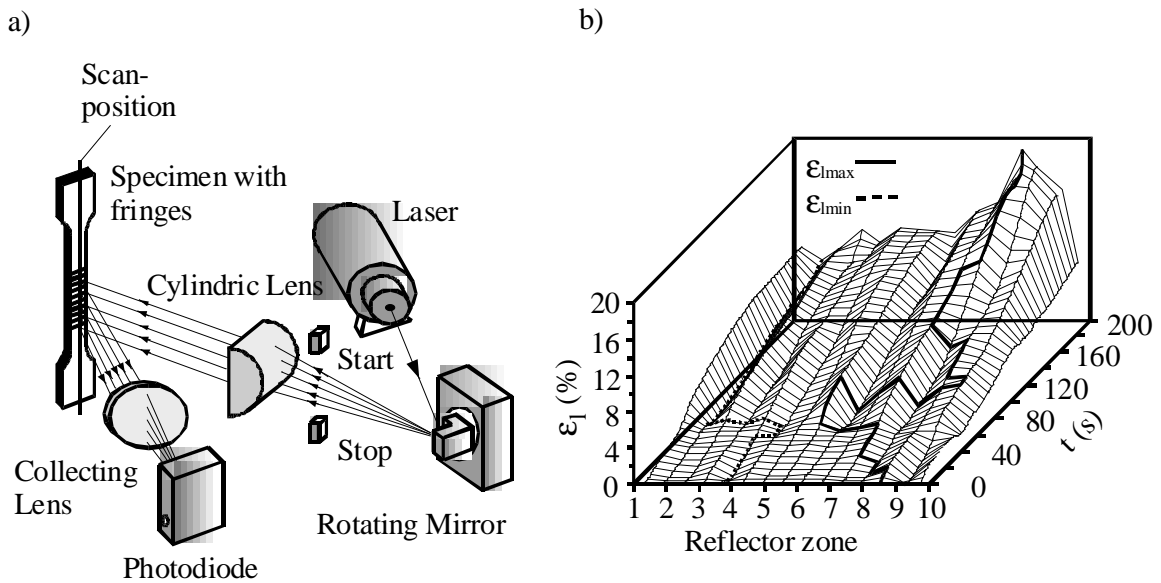 a)
Scan-
position
Specimen with
fringes
Laser
Cylindric Lens
Start
Stop
Collecting
Lens
Rotating Mirror
Photodiode
b)
εlmax
εlmin
20
16
12
8
4
0
ε1 (%)
1 2 3 4 5 6 7 8 9 10
Reflector zone
0
40
80
120
160
200
t (s)